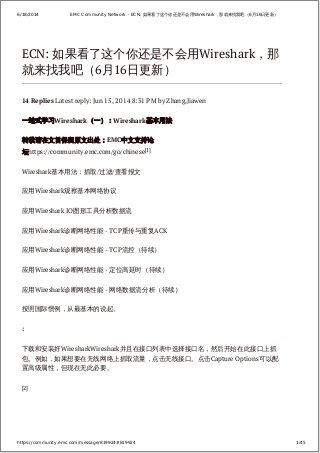 6/18/2014 EMC Community Network - ECN: 如果看了这个你还是不会用Wireshark，那就来找我吧（6月16日更新）
ECN: 如果看了这个你还是不会用Wireshark，那
就来找我吧（6月16日更新）
14 Replies Latest reply: Jun 15, 2014 8:31 PM by Zhang,Jiawen
一站式学习Wireshark（一）：Wireshark基本用法
转载请在文首保留原文出处：EMC中文支持论
坛https://community.emc.com/go/chinese[1]
Wireshark基本用法：抓取/过滤/查看报文
应用Wireshark观察基本网络协议
应用Wireshark IO图形工具分析数据流
应用Wireshark诊断网络性能 - TCP重传与重复ACK
应用Wireshark诊断网络性能 - TCP流控（待续）
应用Wireshark诊断网络性能 - 定位高延时（待续）
应用Wireshark诊断网络性能 - 网络数据流分析（待续）
按照国际惯例，从最基本的说起。
:
下载和安装好WiresharkWireshark并且在接口列表中选择接口名，然后开始在此接口上抓
包。例如，如果想要在无线网络上抓取流量，点击无线接口。点击Capture Options可以配
置高级属性，但现在无此必要。
[2]
https://community.emc.com/message/819924#819924 1/45